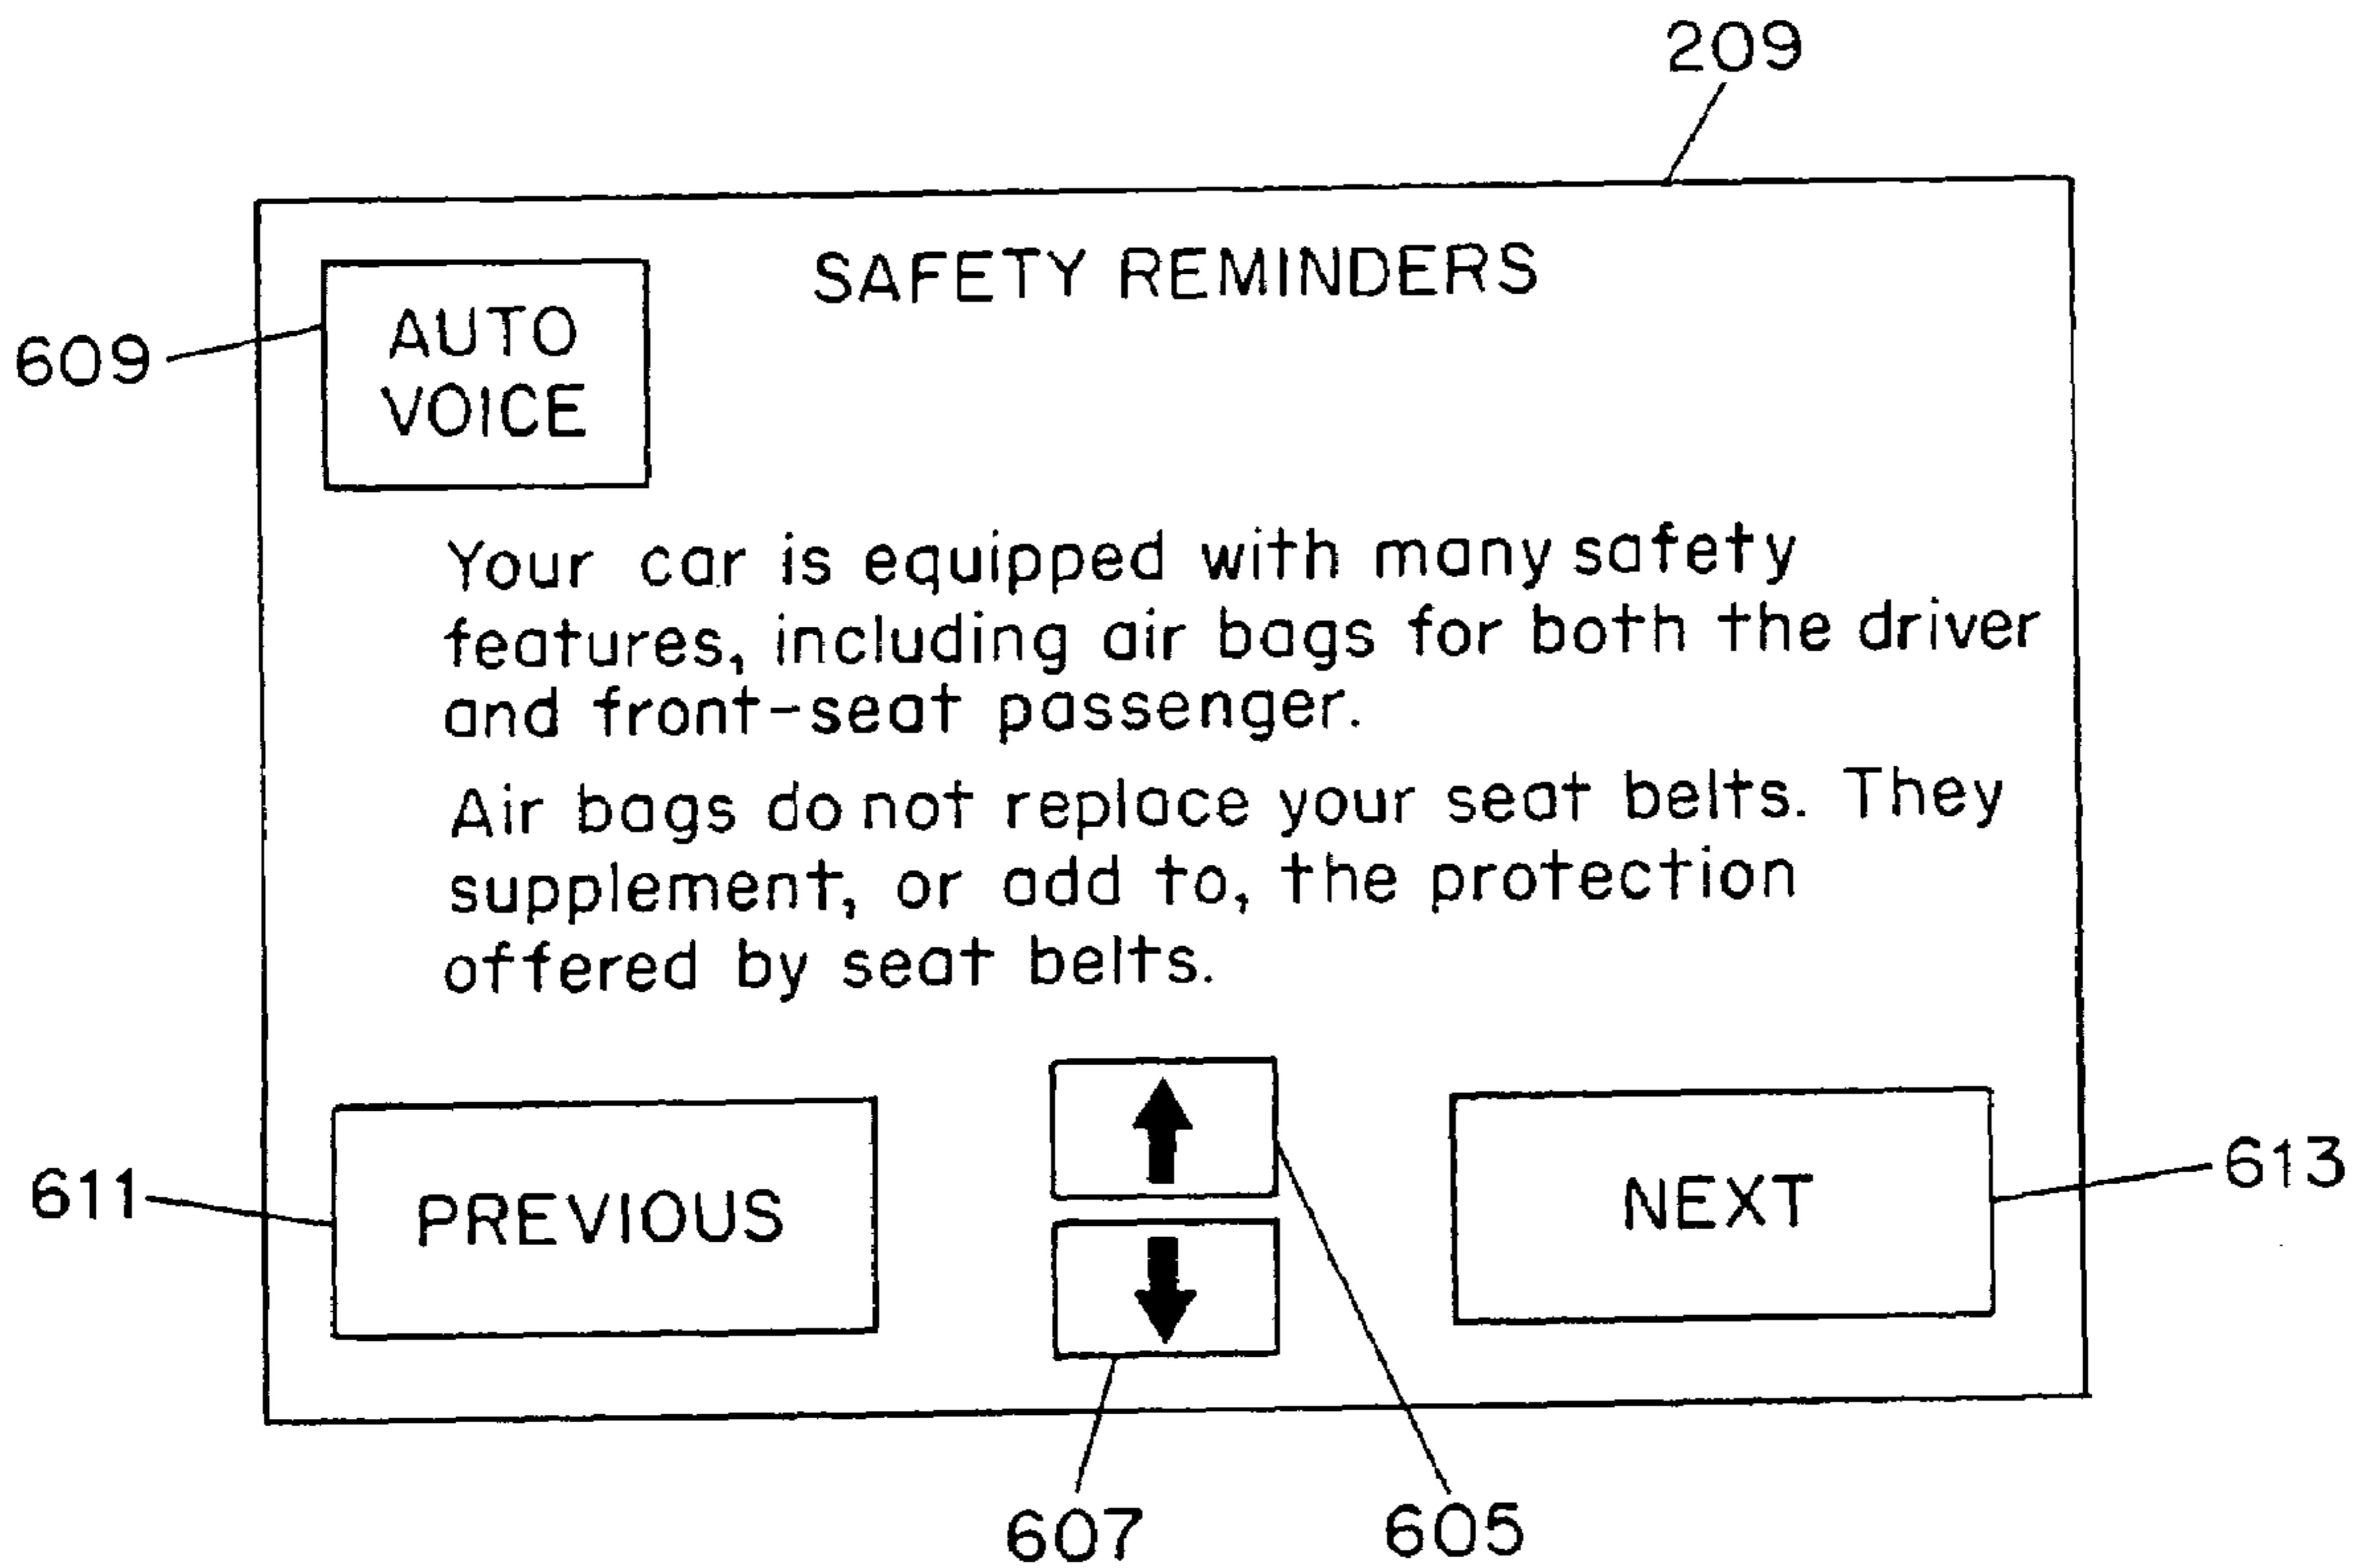 209
SAFETY REMINDERS
AUTO
VOICE
609
Your car is equipped with many safety
features, including air bags for both the driver
and front-seat passenger.
Air bags do not replace your seat belts. They
supplement, or add to, the protection
offered by seat belts.
611
PREVIOUS
NEXT
613
607
605